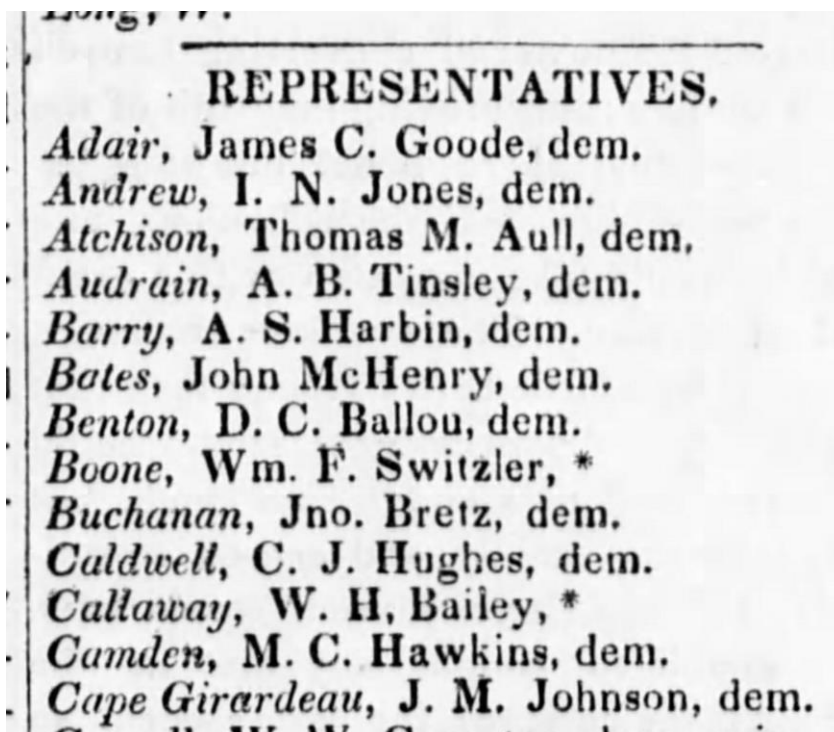 Long, W.
REPRESENTATIVES.
Adair, James C. Goode, dem.
Andrew, I. N. Jones, dem.
Atchison, Thomas M. Aull, dem.
Audrain, A. B. Tinsley, dem.
Barry, A. S. Harbin, dem.
Bates, John McHenry, dem.
Benton, D. C. Ballou, dem.
Boone, Wm. F. Switzler, *
Buchanan, Jno. Bretz, dem.
Caldwell, C. J. Hughes, dem.
Callaway, W. H, Bailey, *
Camden, M. C. Hawkins, dem.
Cape Girardeau, J. M. Johnson, dem.